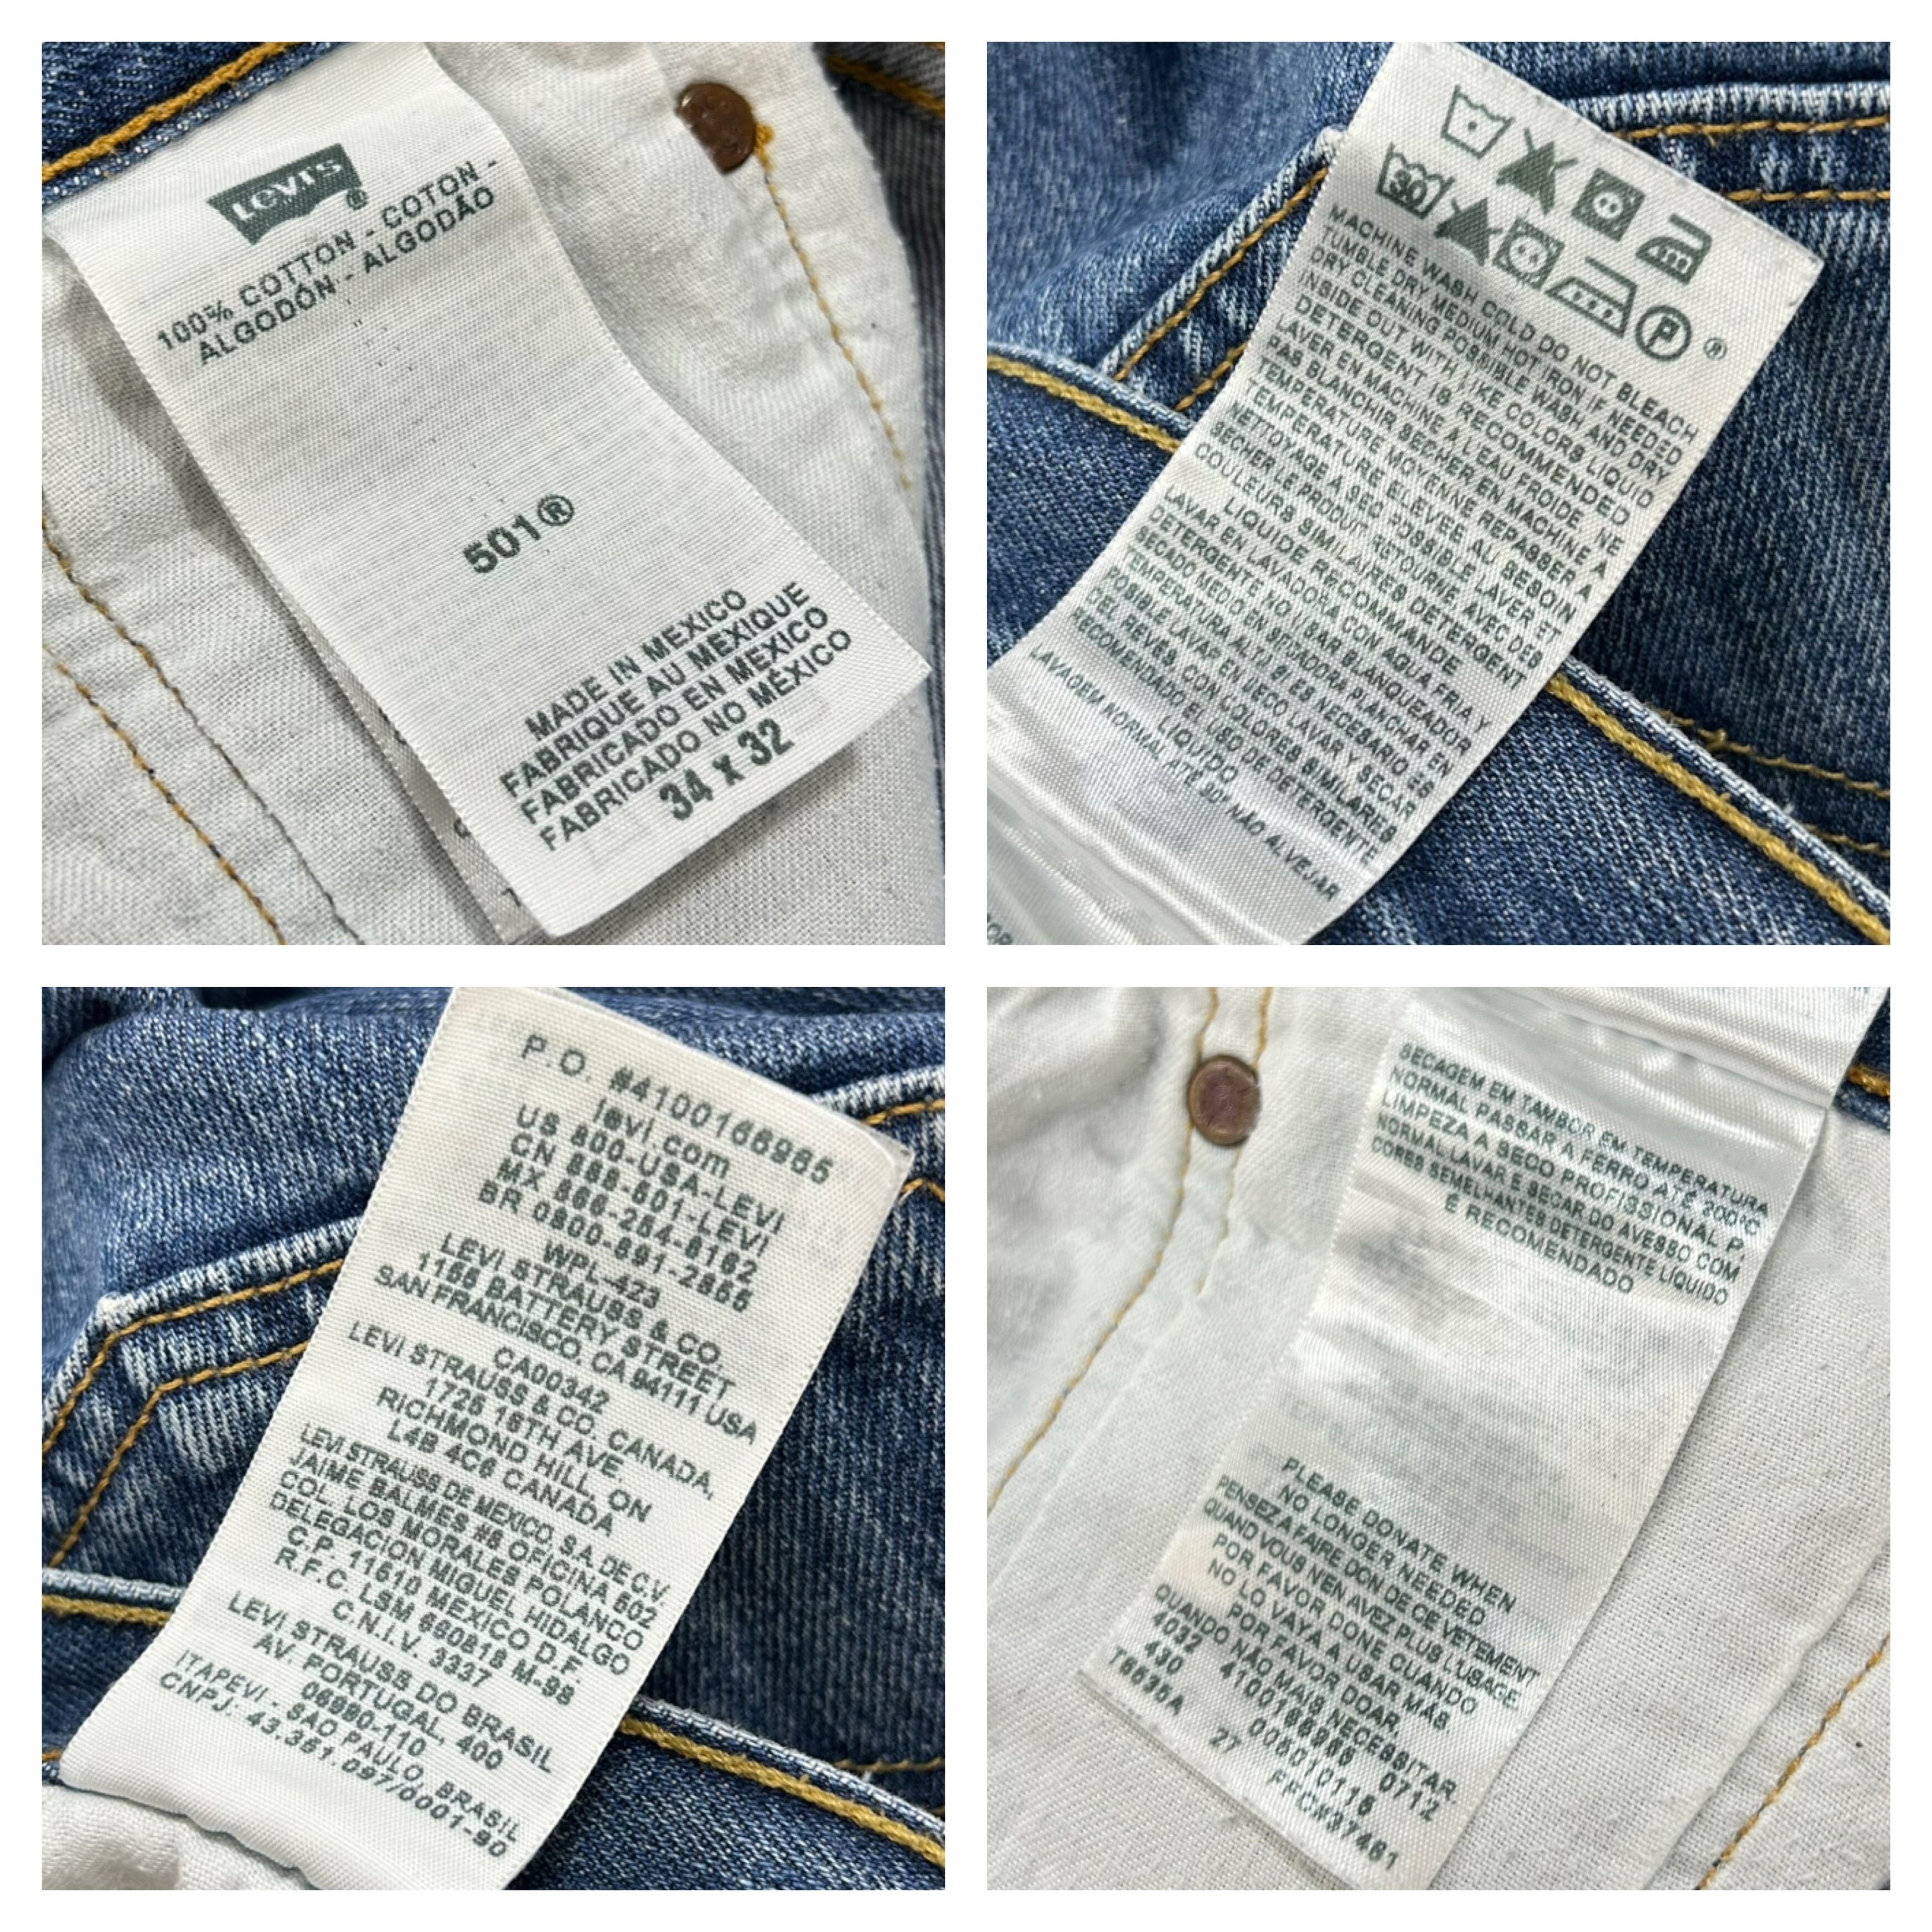 Levi's®
100% COTTON - COTON -
ALGODÓN - ALGODÃO
501®
MADE IN MEXICO
FABRIQUE AU MEXIQUE
FABRICADO EN MEXICO
FABRICADO NO MÉXICO
34 x 32
30
P
®
MACHINE WASH COLD DO NOT BLEACH
TUMBLE DRY MEDIUM HOT IRON IF NEEDED
DRY CLEANING POSSIBLE WASH AND DRY
INSIDE OUT WITH LIKE COLORS LIQUID
DETERGENT IS RECOMMENDED
LAVER EN MACHINE A L'EAU FROIDE NE
PAS BLANCHIR SECHER EN MACHINE A
TEMPERATURE MOYENNE REPASSER A
TEMPERATURE ELEVEE AU BESOIN
NETTOYAGE A SEC POSSIBLE LAVER ET
SECHER LE PRODUIT RETOURNE AVEC DES
COULEURS SIMILAIRES DETERGENT
LIQUIDE RECOMMANDE
LAVAR EN LAVADORA CON AGUA FRIA Y
DETERGENTE NO USAR BLANQUEADOR
SECADO MEDIO EN SECADORA PLANCHAR EN
TEMPERATURA ALTA SI ES NECESARIO ES
POSIBLE LAVAR EN SECO LAVAR Y SECAR
DEL REVES CON COLORES SIMILARES
RECOMENDADO EL USO DE DETERGENTE
LIQUIDO
LAVAGEM NORMAL ATÉ 30° NÃO ALVEJAR
P.O. #4100166965
levi.com
US 800-USA-LEVI
CN 888-501-LEVI
MX 866-254-8162
BR 0800-891-2855
WPL-423
LEVI STRAUSS & CO.
1155 BATTERY STREET
SAN FRANCISCO, CA 94111 USA
CA00342
LEVI STRAUSS & CO. CANADA,
1725 16TH AVE.
RICHMOND HILL, ON
L4B 4C6 CANADA
LEVI STRAUSS DE MEXICO, S.A. DE C.V.
JAIME BALMES #8 OFICINA 502
COL. LOS MORALES POLANCO
DELEGACION MIGUEL HIDALGO
C.P. 11510 MEXICO D.F.
R.F.C. LSM 660818 M-98
C.N.I.V. 3337
LEVI STRAUSS DO BRASIL
AV PORTUGAL, 400
06690-110
ITAPEVI - SAO PAULO, BRASIL
CNPJ: 43.351.097/0001-90
SECAGEM EM TAMBOR EM TEMPERATURA
NORMAL PASSAR A FERRO ATÉ 200°C
LIMPEZA A SECO PROFISSIONAL P,
NORMAL LAVAR E SECAR DO AVESSO COM
CORES SEMELHANTES DETERGENTE LÍQUIDO
É RECOMENDADO
PLEASE DONATE WHEN
NO LONGER NEEDED
PENSEZ A FAIRE DON DE CE VETEMENT
QUAND VOUS N'EN AVEZ PLUS L'USAGE.
POR FAVOR DONE CUANDO
NO LO VAYA A USAR MAS
POR FAVOR DOAR,
QUANDO NÃO MAIS NECESSITAR
4032 4100166965 0712
430 005010115
T6635A 27 PPC#37461